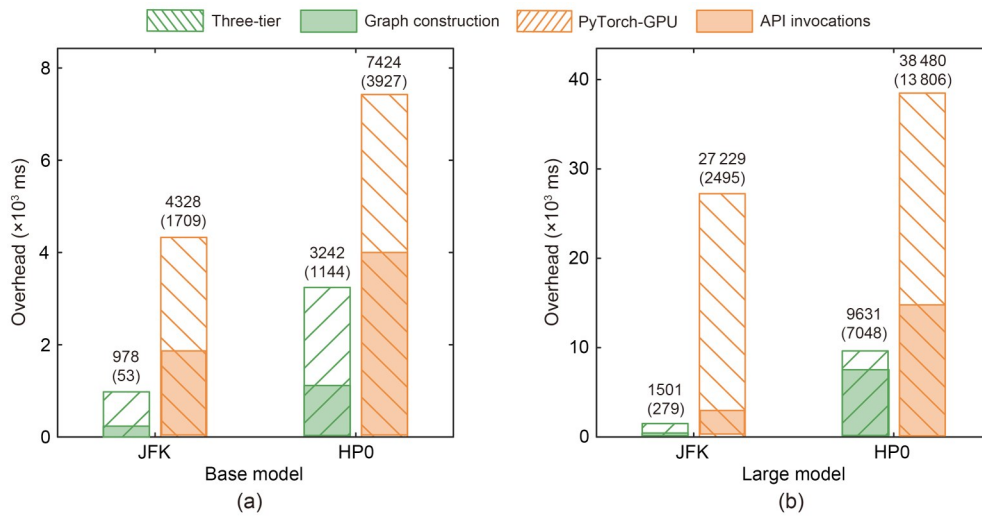 Three-tier
Graph construction
PyTorch-GPU
API invocations
Overhead (×10³ ms)
8
6
4
2
0
978
(53)
4328
(1709)
3242
(1144)
7424
(3927)
JFK
HP0
Base model
(a)
Overhead (×10³ ms)
40
30
20
10
0
1501
(279)
27 229
(2495)
9631
(7048)
38 480
(13 806)
JFK
HP0
Large model
(b)